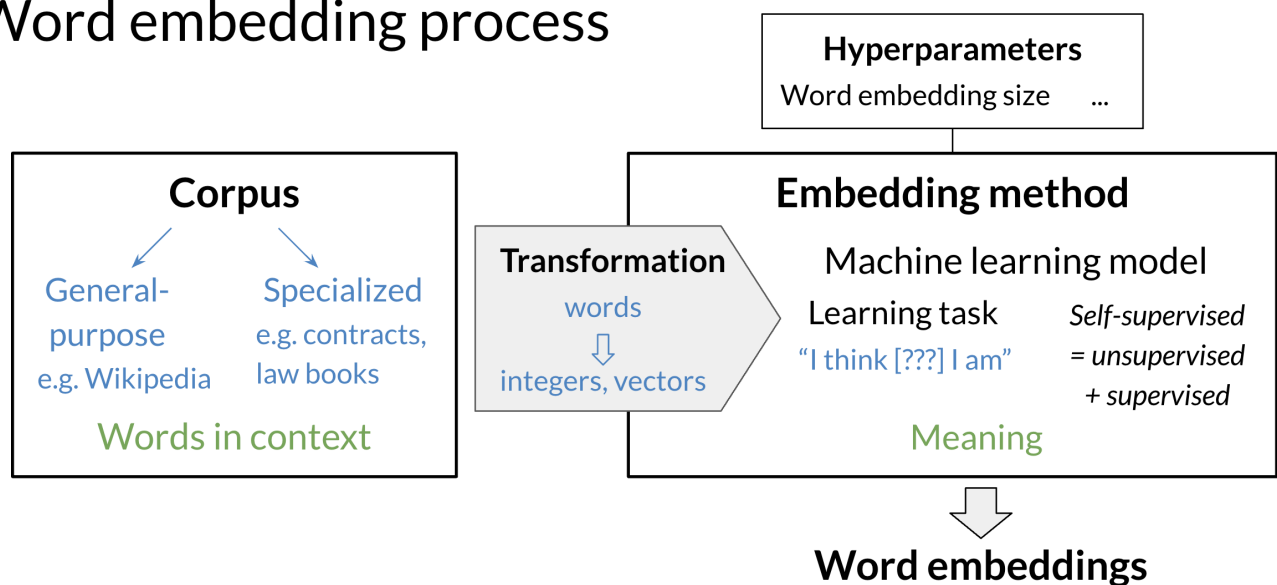 Word embedding process
Hyperparameters
Word embedding size ...
Corpus
General-
purpose
e.g. Wikipedia
Specialized
e.g. contracts,
law books
Words in context
Transformation
words
integers, vectors
Embedding method
Machine learning model
Learning task
“I think [???] I am”
Self-supervised
= unsupervised
+ supervised
Meaning
Word embeddings